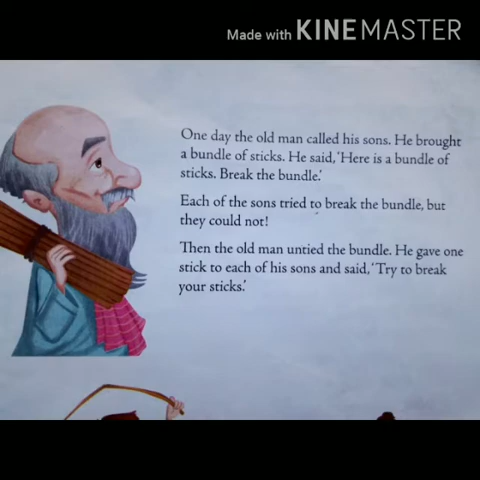 Made with KINEMASTER
One day the old man called his sons. He brought
a bundle of sticks. He said, 'Here is a bundle of
sticks. Break the bundle.'
Each of the sons tried to break the bundle, but
they could not!
Then the old man untied the bundle. He gave one
stick to each of his sons and said, 'Try to break
your sticks.'